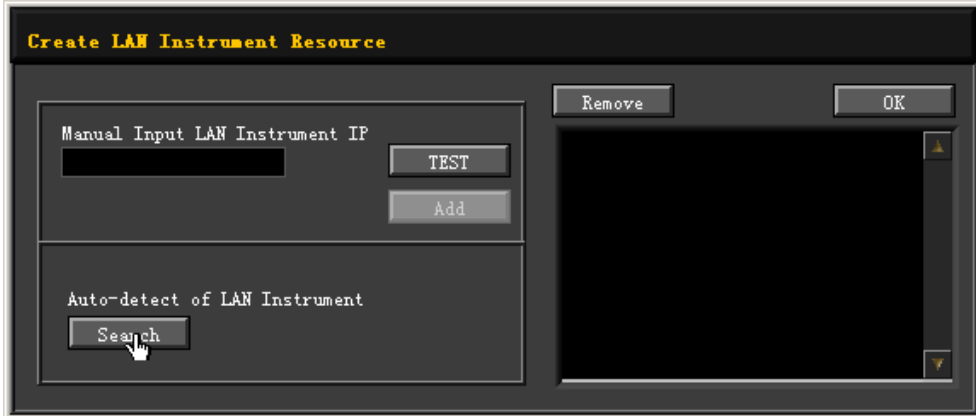 Create LAN Instrument Resource
Remove
OK
Manual Input LAN Instrument IP
TEST
Add
Auto-detect of LAN Instrument
Search